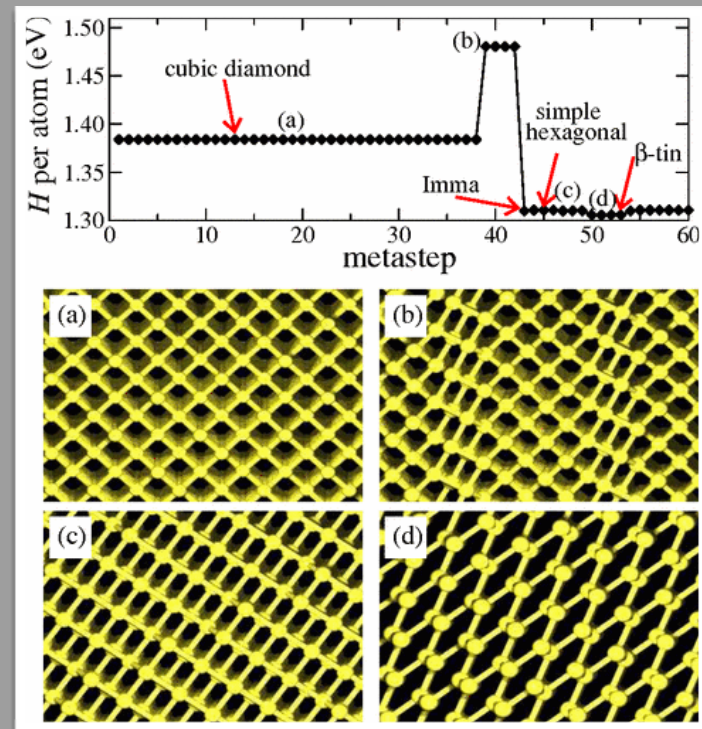 1.50
1.45
1.40
1.35
1.30
H per atom (eV)
cubic diamond
(a)
(b)
simple
hexagonal
β-tin
Imma
(c)
(d)
0 10 20 30 40 50 60
metastep
(a)
(b)
(c)
(d)